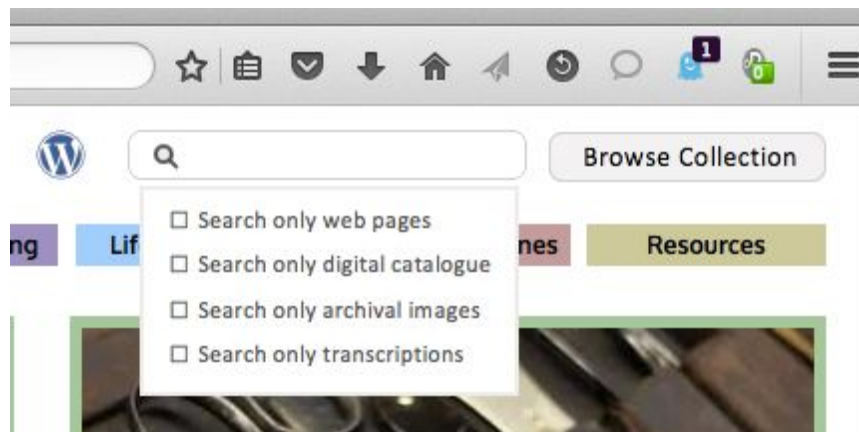 1
0
W
Browse Collection
Search only web pages
ng
Lif
nes
Resources
Search only digital catalogue
Search only archival images
Search only transcriptions